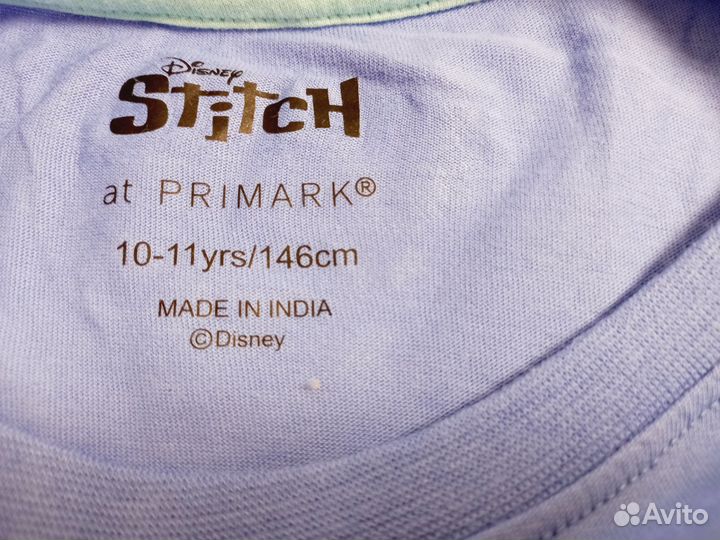 Disney
Stitch
at PRIMARK®
10-11yrs/146cm
MADE IN INDIA
©Disney
Avito